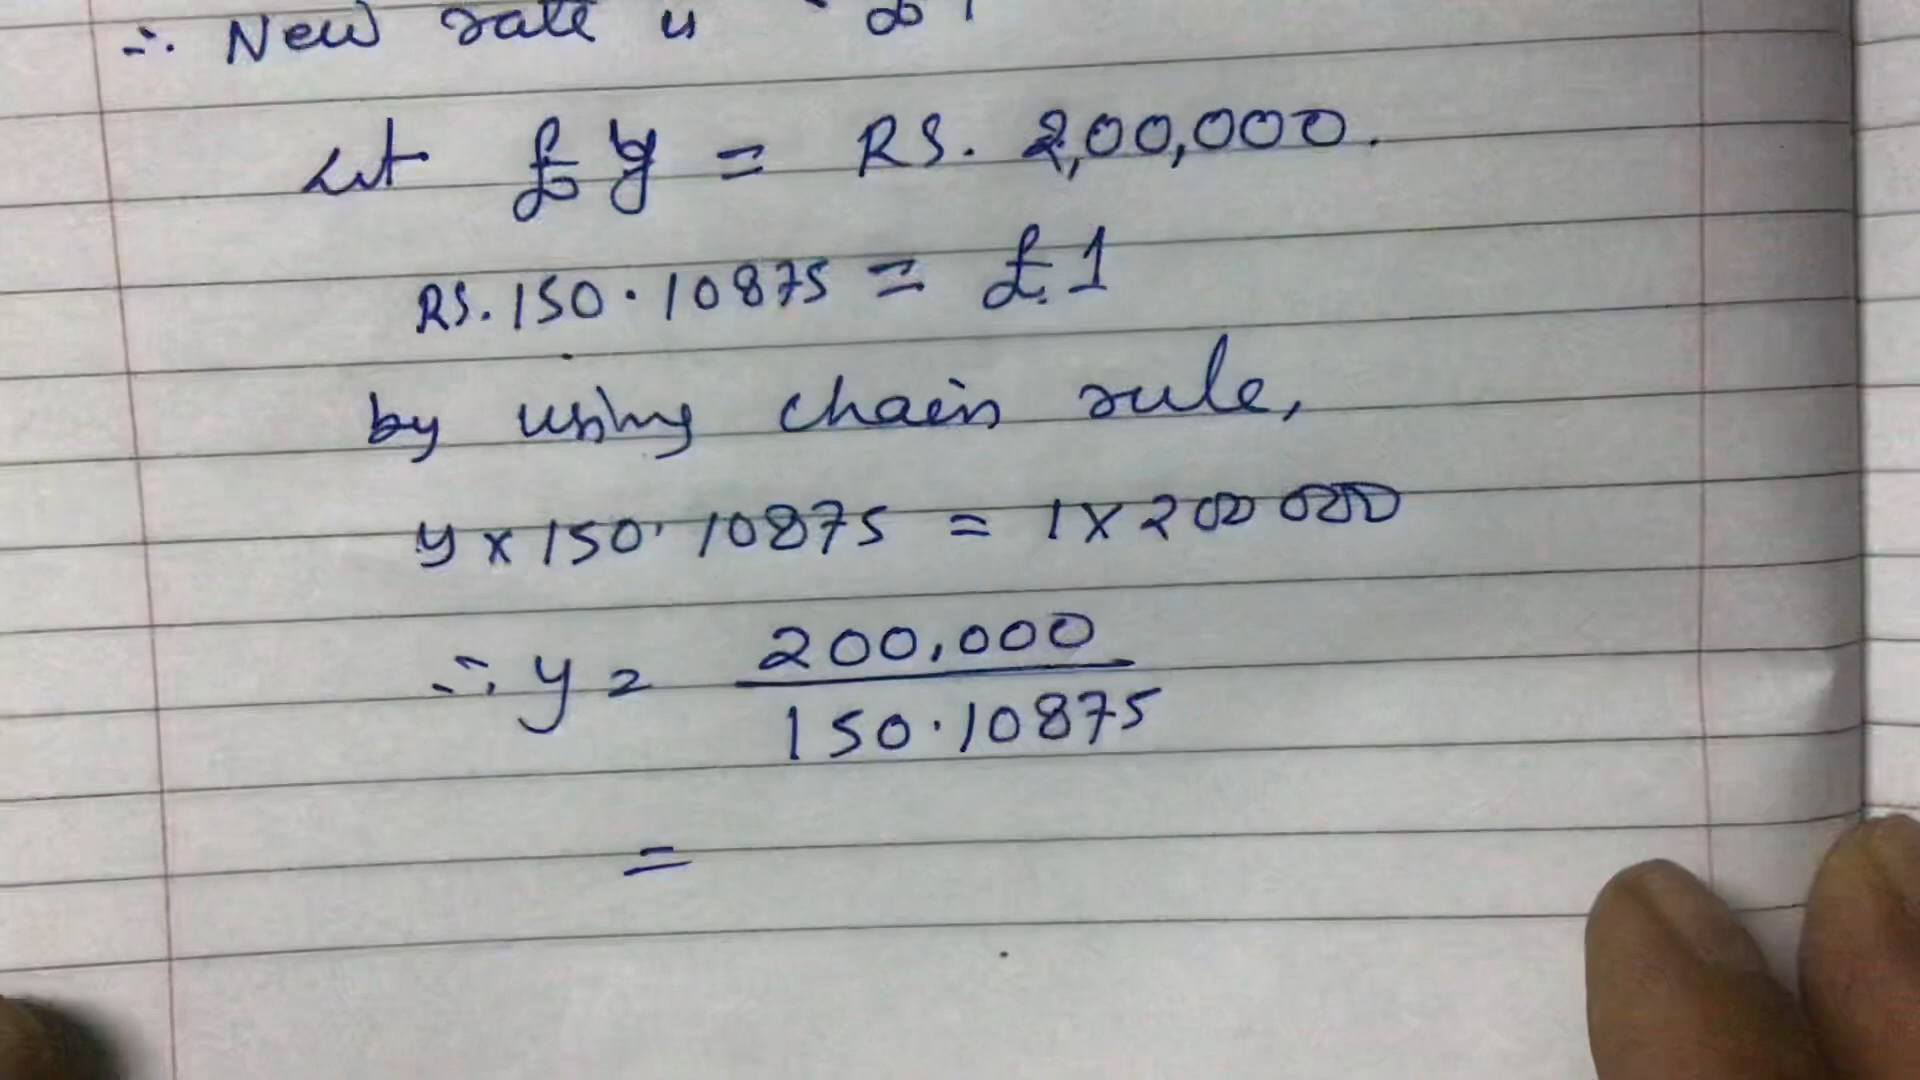 ∴ New rate is
Let £ y = RS. 2,00,000.
RS. 150.10875 = £1
by using chain rule,
y x 150.10875 = 1 x 200000
∴ y = 200,000
150.10875
=